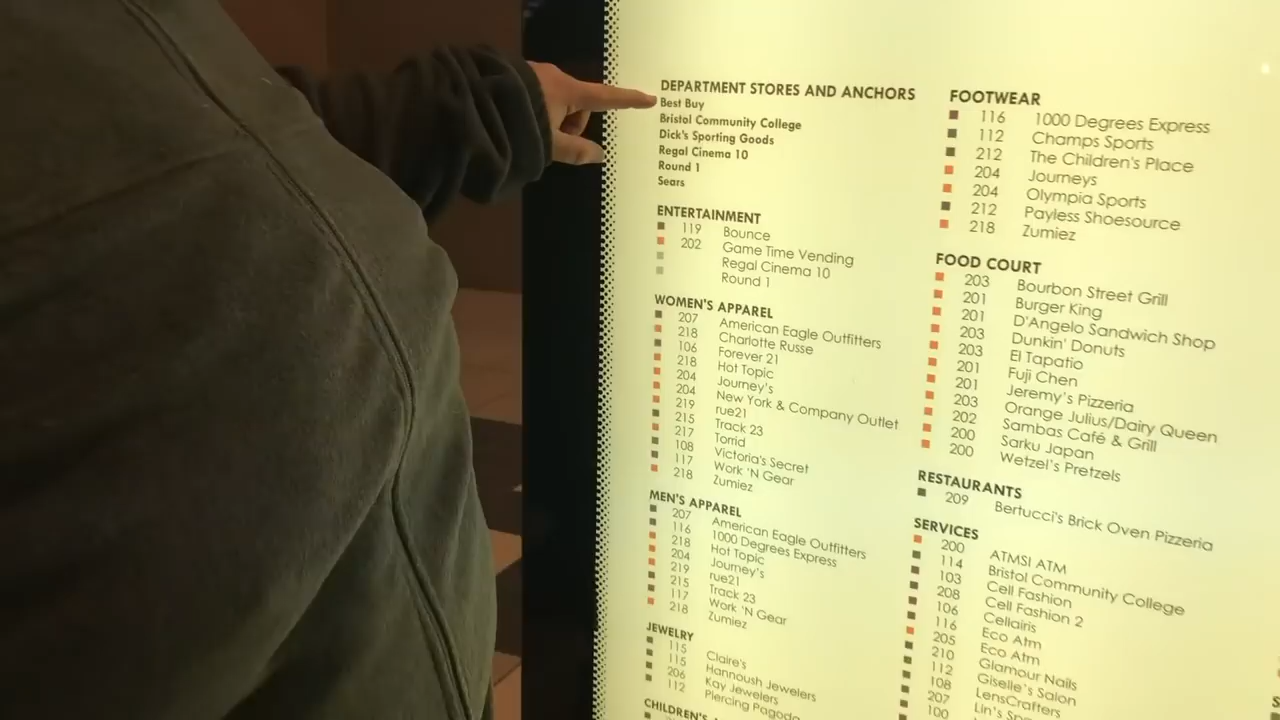 DEPARTMENT STORES AND ANCHORS
Best Buy
Bristol Community College
Dick's Sporting Goods
Regal Cinema 10
Round 1
Sears
ENTERTAINMENT
119 Bounce
202 Game Time Vending
Regal Cinema 10
Round 1
WOMEN'S APPAREL
207 American Eagle Outfitters
218 Charlotte Russe
106 Forever 21
218 Hot Topic
204 Journey's
204 New York & Company Outlet
219 rue21
215 Track 23
217 Torrid
108 Victoria's Secret
117 Work 'N Gear
218 Zumiez
MEN'S APPAREL
207 American Eagle Outfitters
116 1000 Degrees Express
218 Hot Topic
204 Journey's
219 rue21
215 Track 23
117 Work 'N Gear
218 Zumiez
JEWELRY
115 Claire's
115 Hannoush Jewelers
206 Kay Jewelers
112 Piercing Pagoda
CHILDREN'S
FOOTWEAR
116 1000 Degrees Express
112 Champs Sports
212 The Children's Place
204 Journeys
204 Olympia Sports
212 Payless Shoesource
218 Zumiez
FOOD COURT
203 Bourbon Street Grill
201 Burger King
201 D'Angelo Sandwich Shop
203 Dunkin' Donuts
203 El Tapatio
201 Fuji Chen
201 Jeremy's Pizzeria
203 Orange Julius/Dairy Queen
202 Sambas Café & Grill
200 Sarku Japan
200 Wetzel's Pretzels
RESTAURANTS
209 Bertucci's Brick Oven Pizzeria
SERVICES
200 ATMSI ATM
114 Bristol Community College
103 Cell Fashion
208 Cell Fashion 2
106 Cellairis
116 Eco Atm
205 Eco Atm
210 Glamour Nails
112 Giselle's Salon
108 LensCrafters
207 Lin's
100